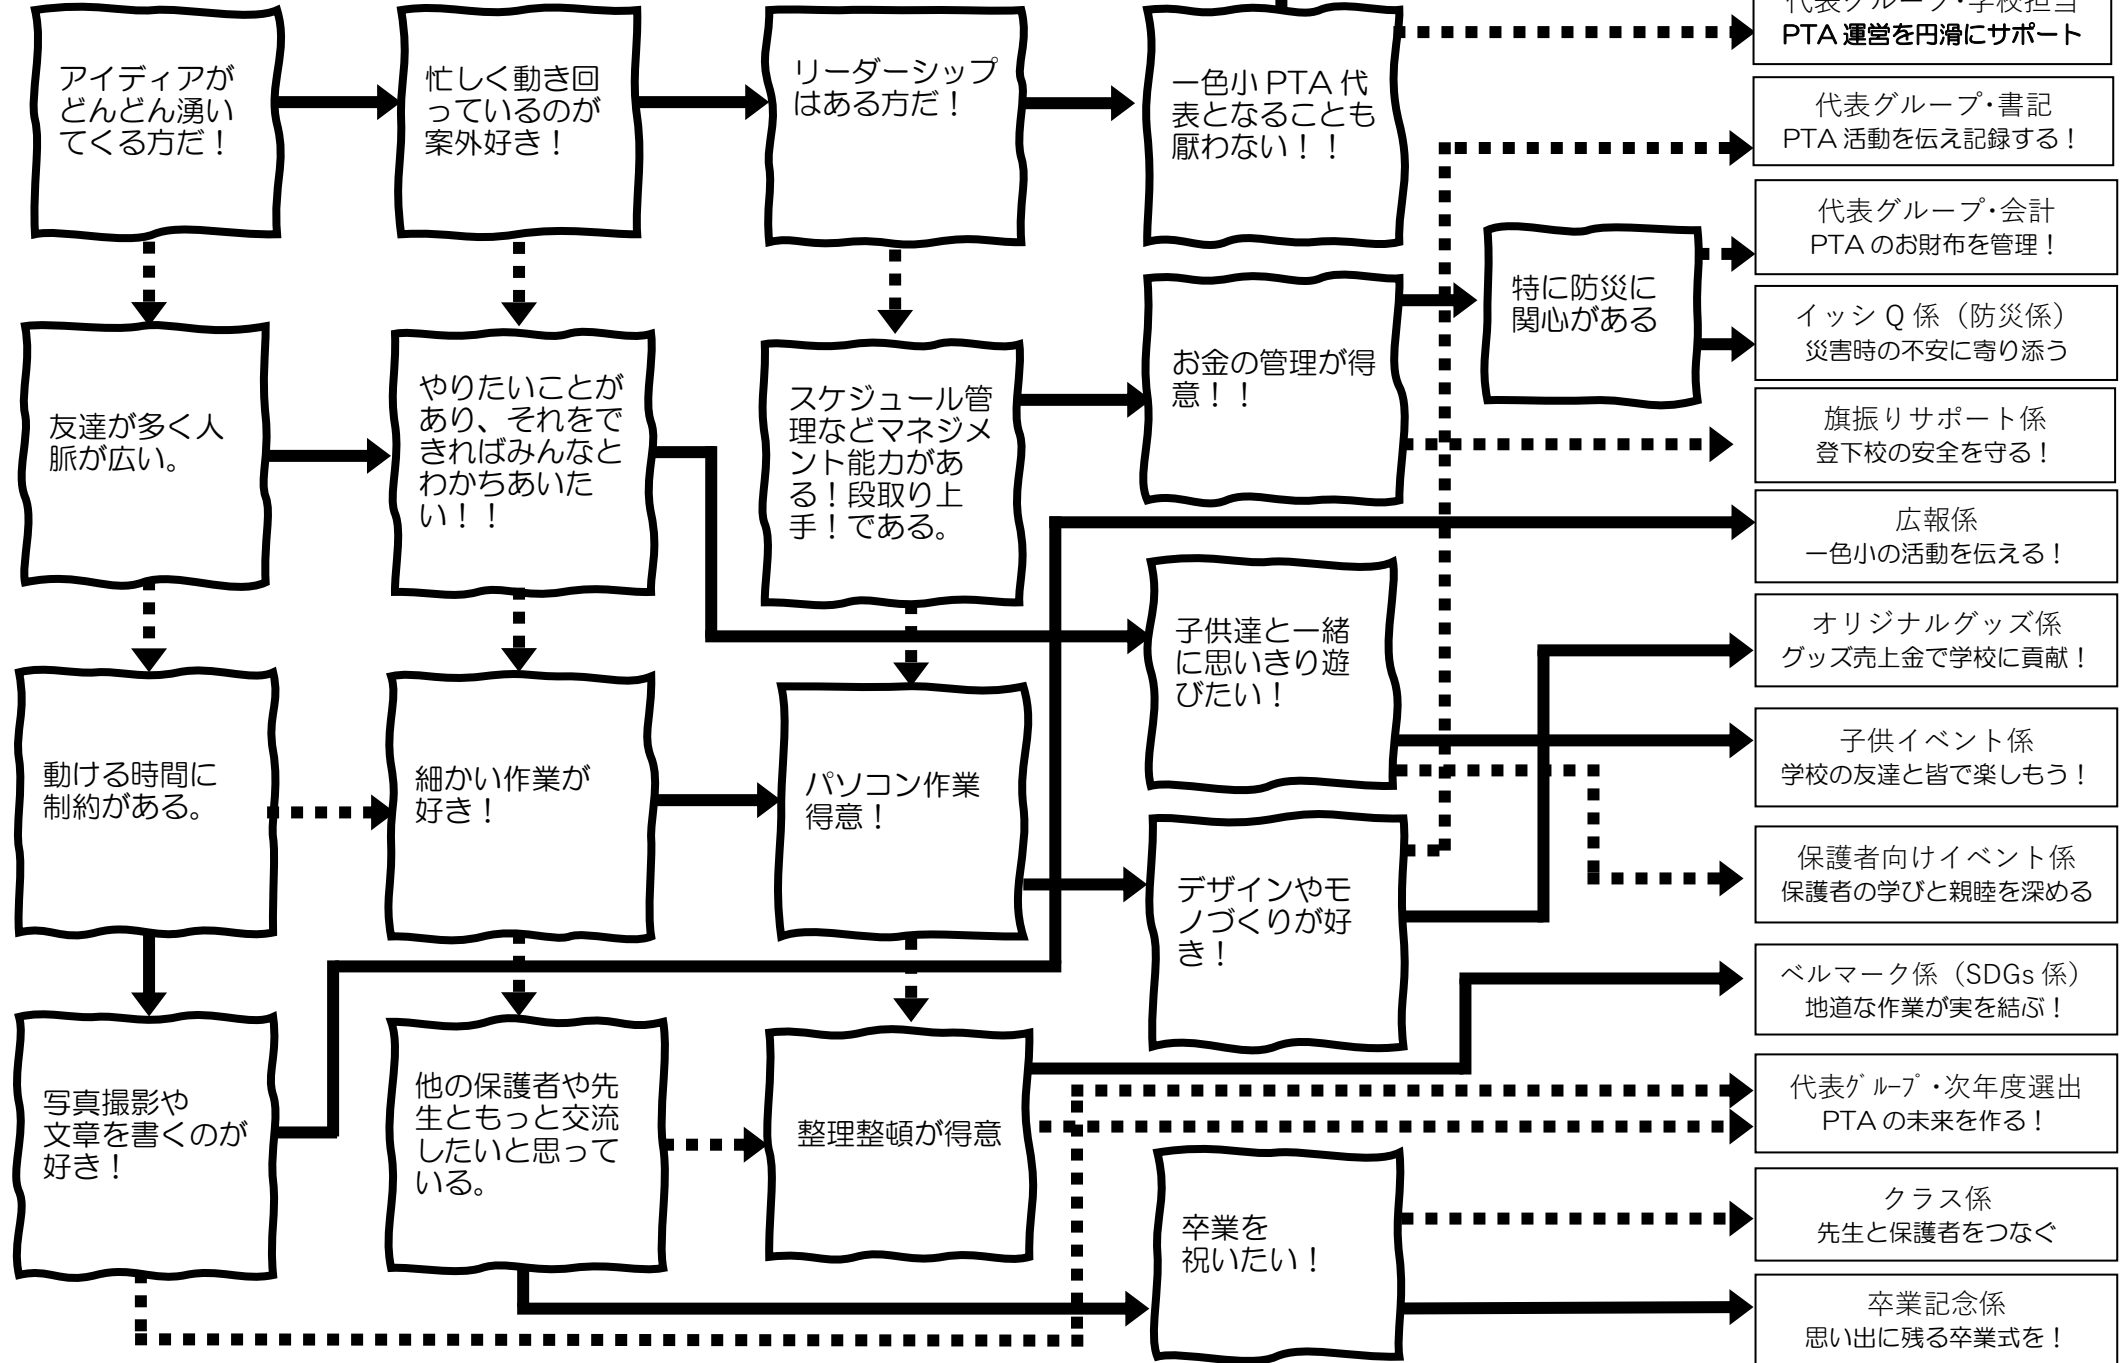 アイディアが
どんどん湧い
てくる方だ！
忙しく動き回
っているのが
案外好き！
リーダーシップ
はある方だ！
一色小 PTA 代
表となることも
厭わない！！
代表グループ・学校担当
PTA 運営を円滑にサポート
代表グループ・書記
PTA 活動を伝え記録する！
代表グループ・会計
PTA のお財布を管理！
特に防災に
関心がある
イッシ Q 係（防災係）
災害時の不安に寄り添う
友達が多く人
脈が広い。
やりたいことが
あり、それをで
きればみんなと
わかちあいた
い！！
スケジュール管
理などマネジメ
ント能力があ
る！段取り上
手！である。
お金の管理が得
意！！
旗振りサポート係
登下校の安全を守る！
広報係
一色小の活動を伝える！
子供達と一緒
に思いきり遊
びたい！
オリジナルグッズ係
グッズ売上金で学校に貢献！
子供イベント係
学校の友達と皆で楽しもう！
動ける時間に
制約がある。
細かい作業が
好き！
パソコン作業
得意！
デザインやモ
ノづくりが好
き！
保護者向けイベント係
保護者の学びと親睦を深める
ベルマーク係（SDGs 係）
地道な作業が実を結ぶ！
写真撮影や
文章を書くのが
好き！
他の保護者や先
生ともっと交流
したいと思って
いる。
整理整頓が得意
代表ｸﾞﾙｰﾌﾟ・次年度選出
PTA の未来を作る！
卒業を
祝いたい！
クラス係
先生と保護者をつなぐ
卒業記念係
思い出に残る卒業式を！